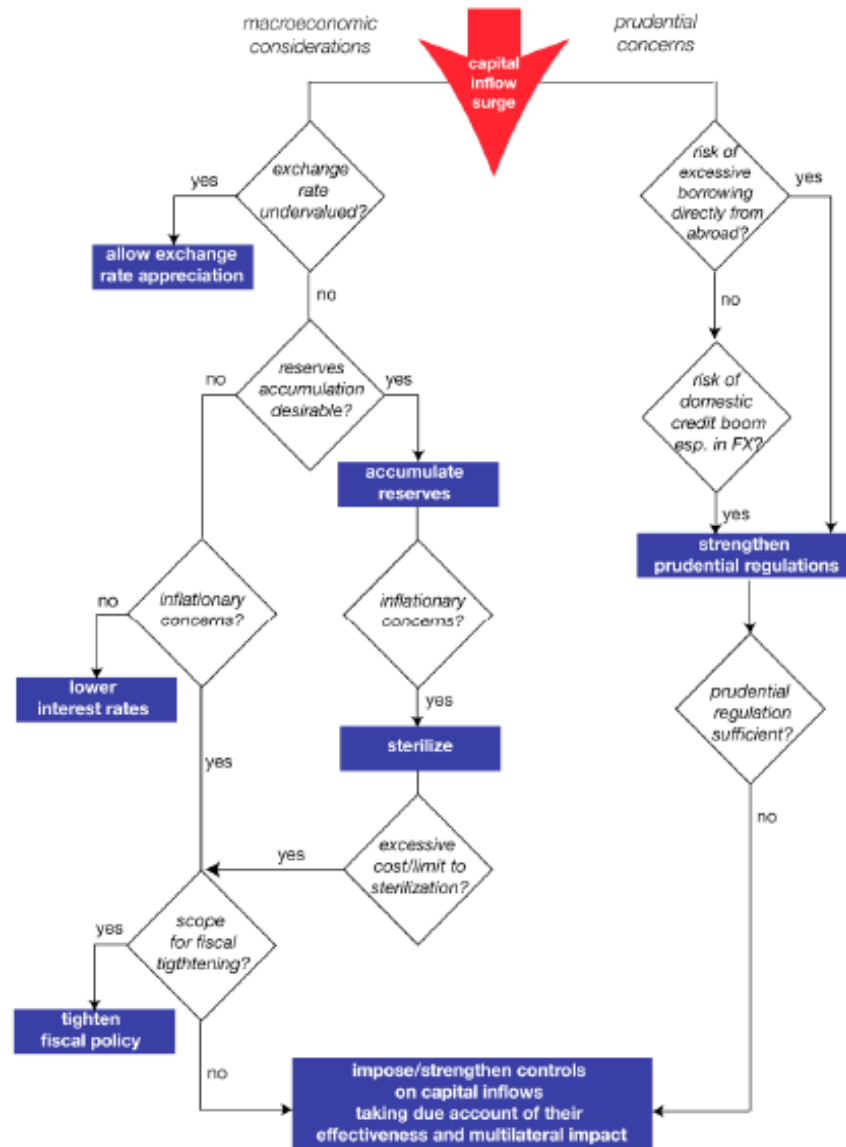 macroeconomic
considerations
prudential
concerns
capital
inflow
surge
exchange
rate
undervalued?
yes
allow exchange
rate appreciation
no
reserves
accumulation
desirable?
no
yes
accumulate
reserves
inflationary
concerns?
no
lower
interest rates
yes
inflationary
concerns?
yes
sterilize
excessive
cost/limit to
sterilization?
yes
scope
for fiscal
tigthtening?
yes
tighten
fiscal policy
no
risk of
excessive
borrowing
directly from
abroad?
yes
no
risk of
domestic
credit boom
esp. in FX?
yes
strengthen
prudential regulations
prudential
regulation
sufficient?
no
impose/strengthen controls
on capital inflows
taking due account of their
effectiveness and multilateral impact